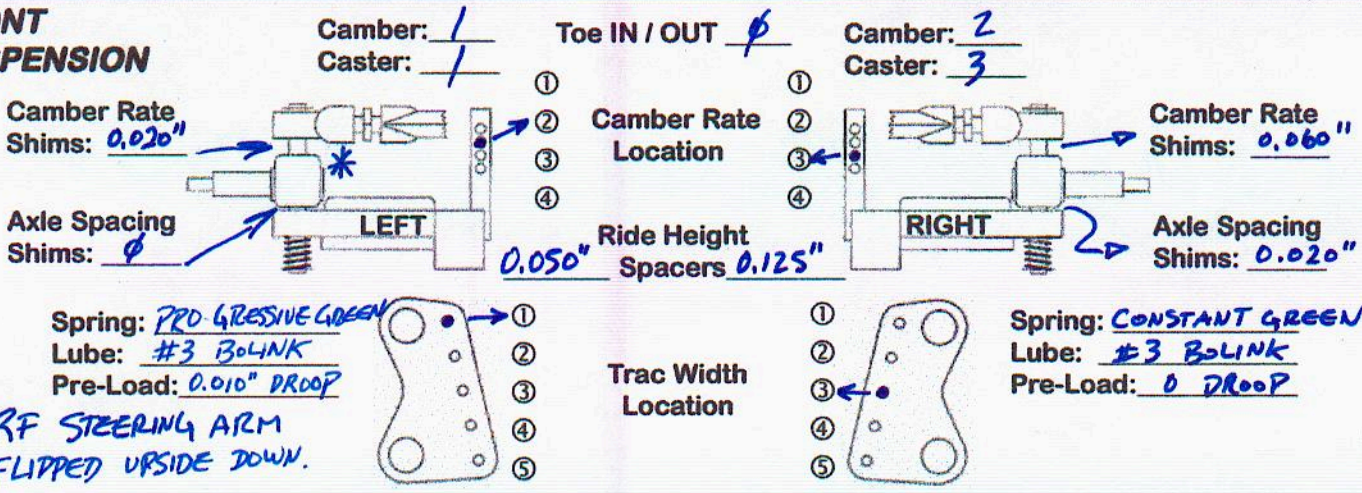 ONT
PENSION
Camber: 1
Caster: 1
Toe IN / OUT ∅
Camber: 2
Caster: 3
Camber Rate
Shims: 0.020"
*
① ② ③ ④
Camber Rate
Location
① ② ③ ④
Camber Rate
Shims: 0.060"
Axle Spacing
Shims: ∅
LEFT
Ride Height
0.050" Spacers 0.125"
RIGHT
Axle Spacing
Shims: 0.020"
Spring: PROGRESSIVE GREEN
Lube: #3 BOLINK
Pre-Load: 0.010" DROOP
RF STEERING ARM
FLIPPED UPSIDE DOWN.
① ② ③ ④ ⑤
Trac Width
Location
① ② ③ ④ ⑤
Spring: CONSTANT GREEN
Lube: #3 BOLINK
Pre-Load: 0 DROOP